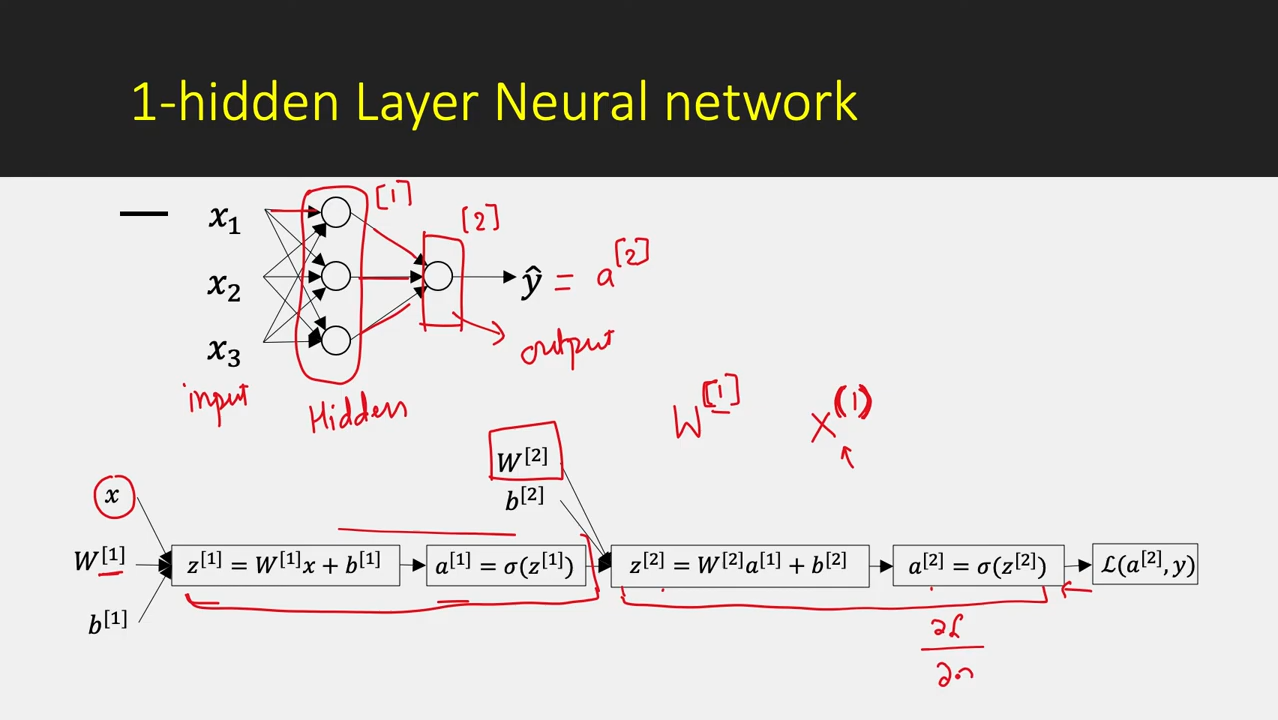 1-hidden Layer Neural network
[1]
[2]
x₁
x₂
x₃
ŷ = a^[2]
output
input
Hidden
W^[1]
X^(1)
W^[2]
b^[2]
x
W^[1]
b^[1]
z^[1] = W^[1]x + b^[1]
a^[1] = σ(z^[1])
z^[2] = W^[2]a^[1] + b^[2]
a^[2] = σ(z^[2])
ℒ(a^[2], y)
∂ℒ